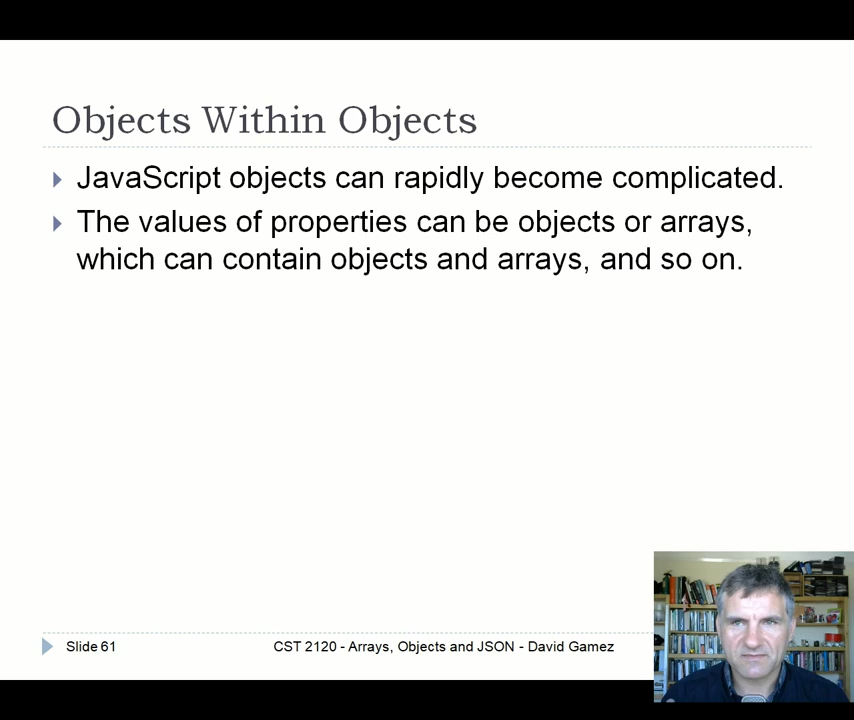 Objects Within Objects
JavaScript objects can rapidly become complicated.
The values of properties can be objects or arrays,
which can contain objects and arrays, and so on.
Slide 61
CST 2120 - Arrays, Objects and JSON - David Gamez